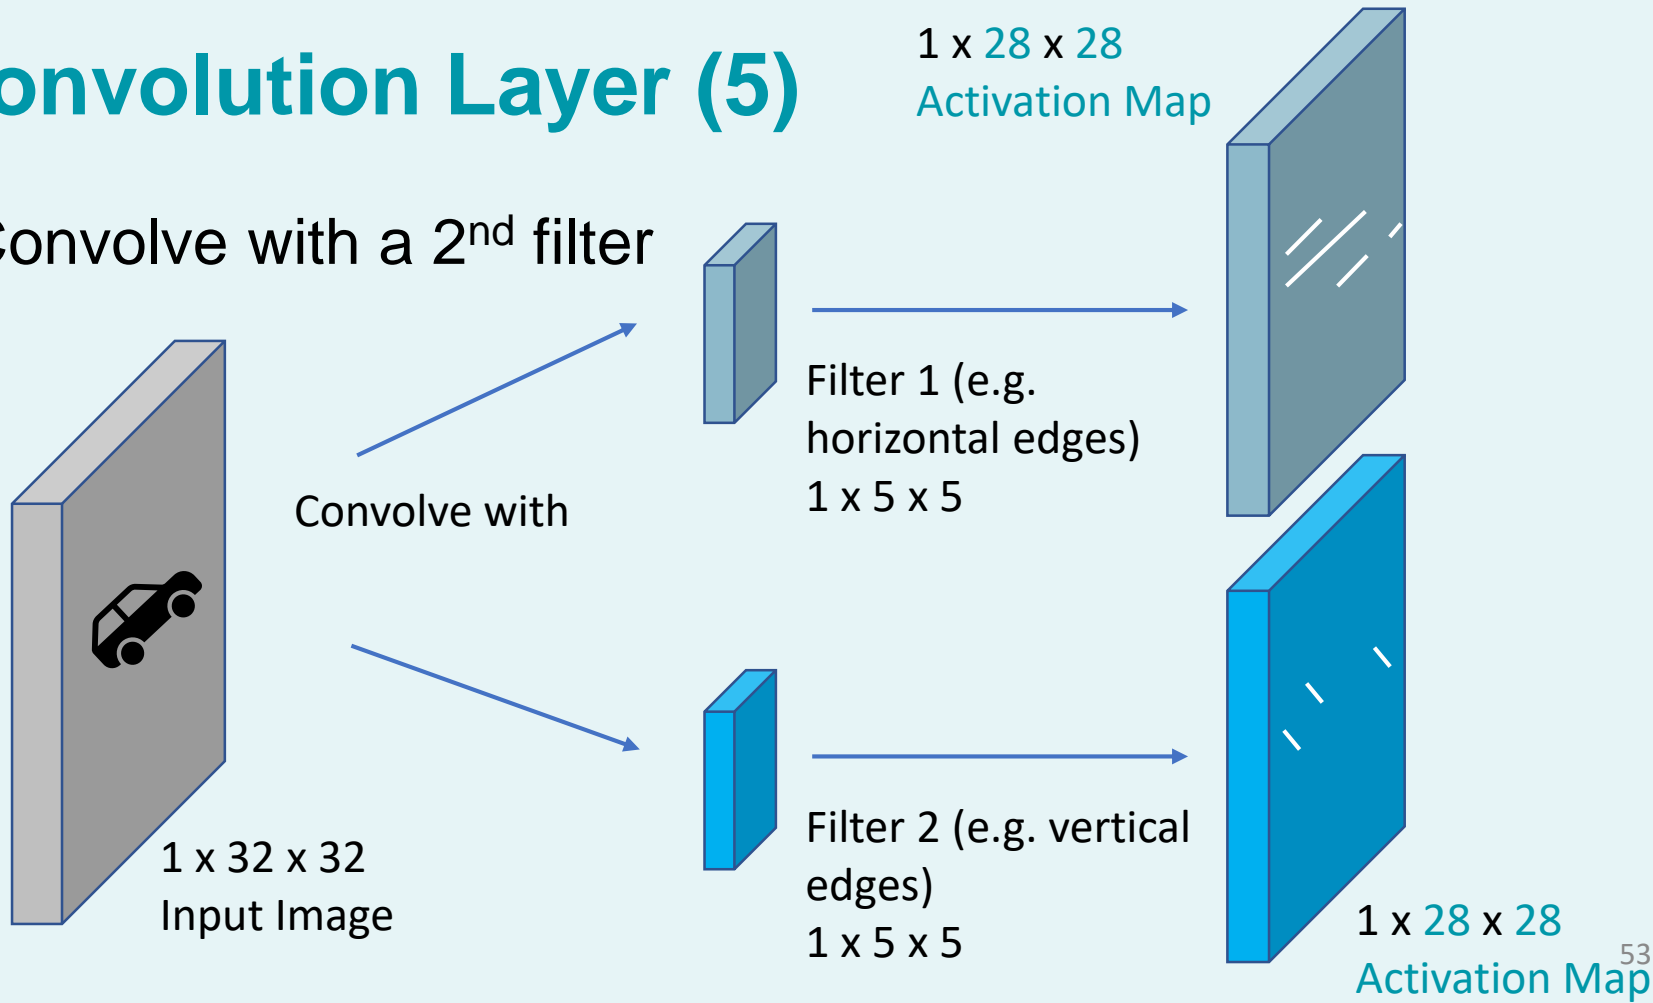 onvolution Layer (5)
1 x 28 x 28
Activation Map
Convolve with a 2nd filter
Convolve with
Filter 1 (e.g.
horizontal edges)
1 x 5 x 5
1 x 32 x 32
Input Image
Filter 2 (e.g. vertical
edges)
1 x 5 x 5
1 x 28 x 28
Activation Map
53